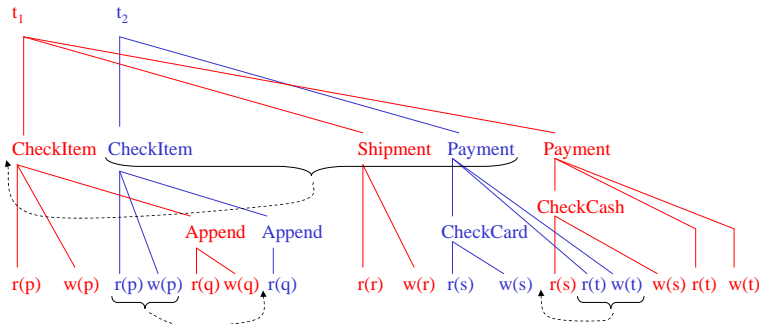 t1 t2
CheckItem CheckItem Shipment Payment Payment
CheckCash
Append Append CheckCard
r(p) w(p) r(p) w(p) r(q) w(q) r(q) r(r) w(r) r(s) w(s) r(s) r(t) w(t) w(s) r(t) w(t)